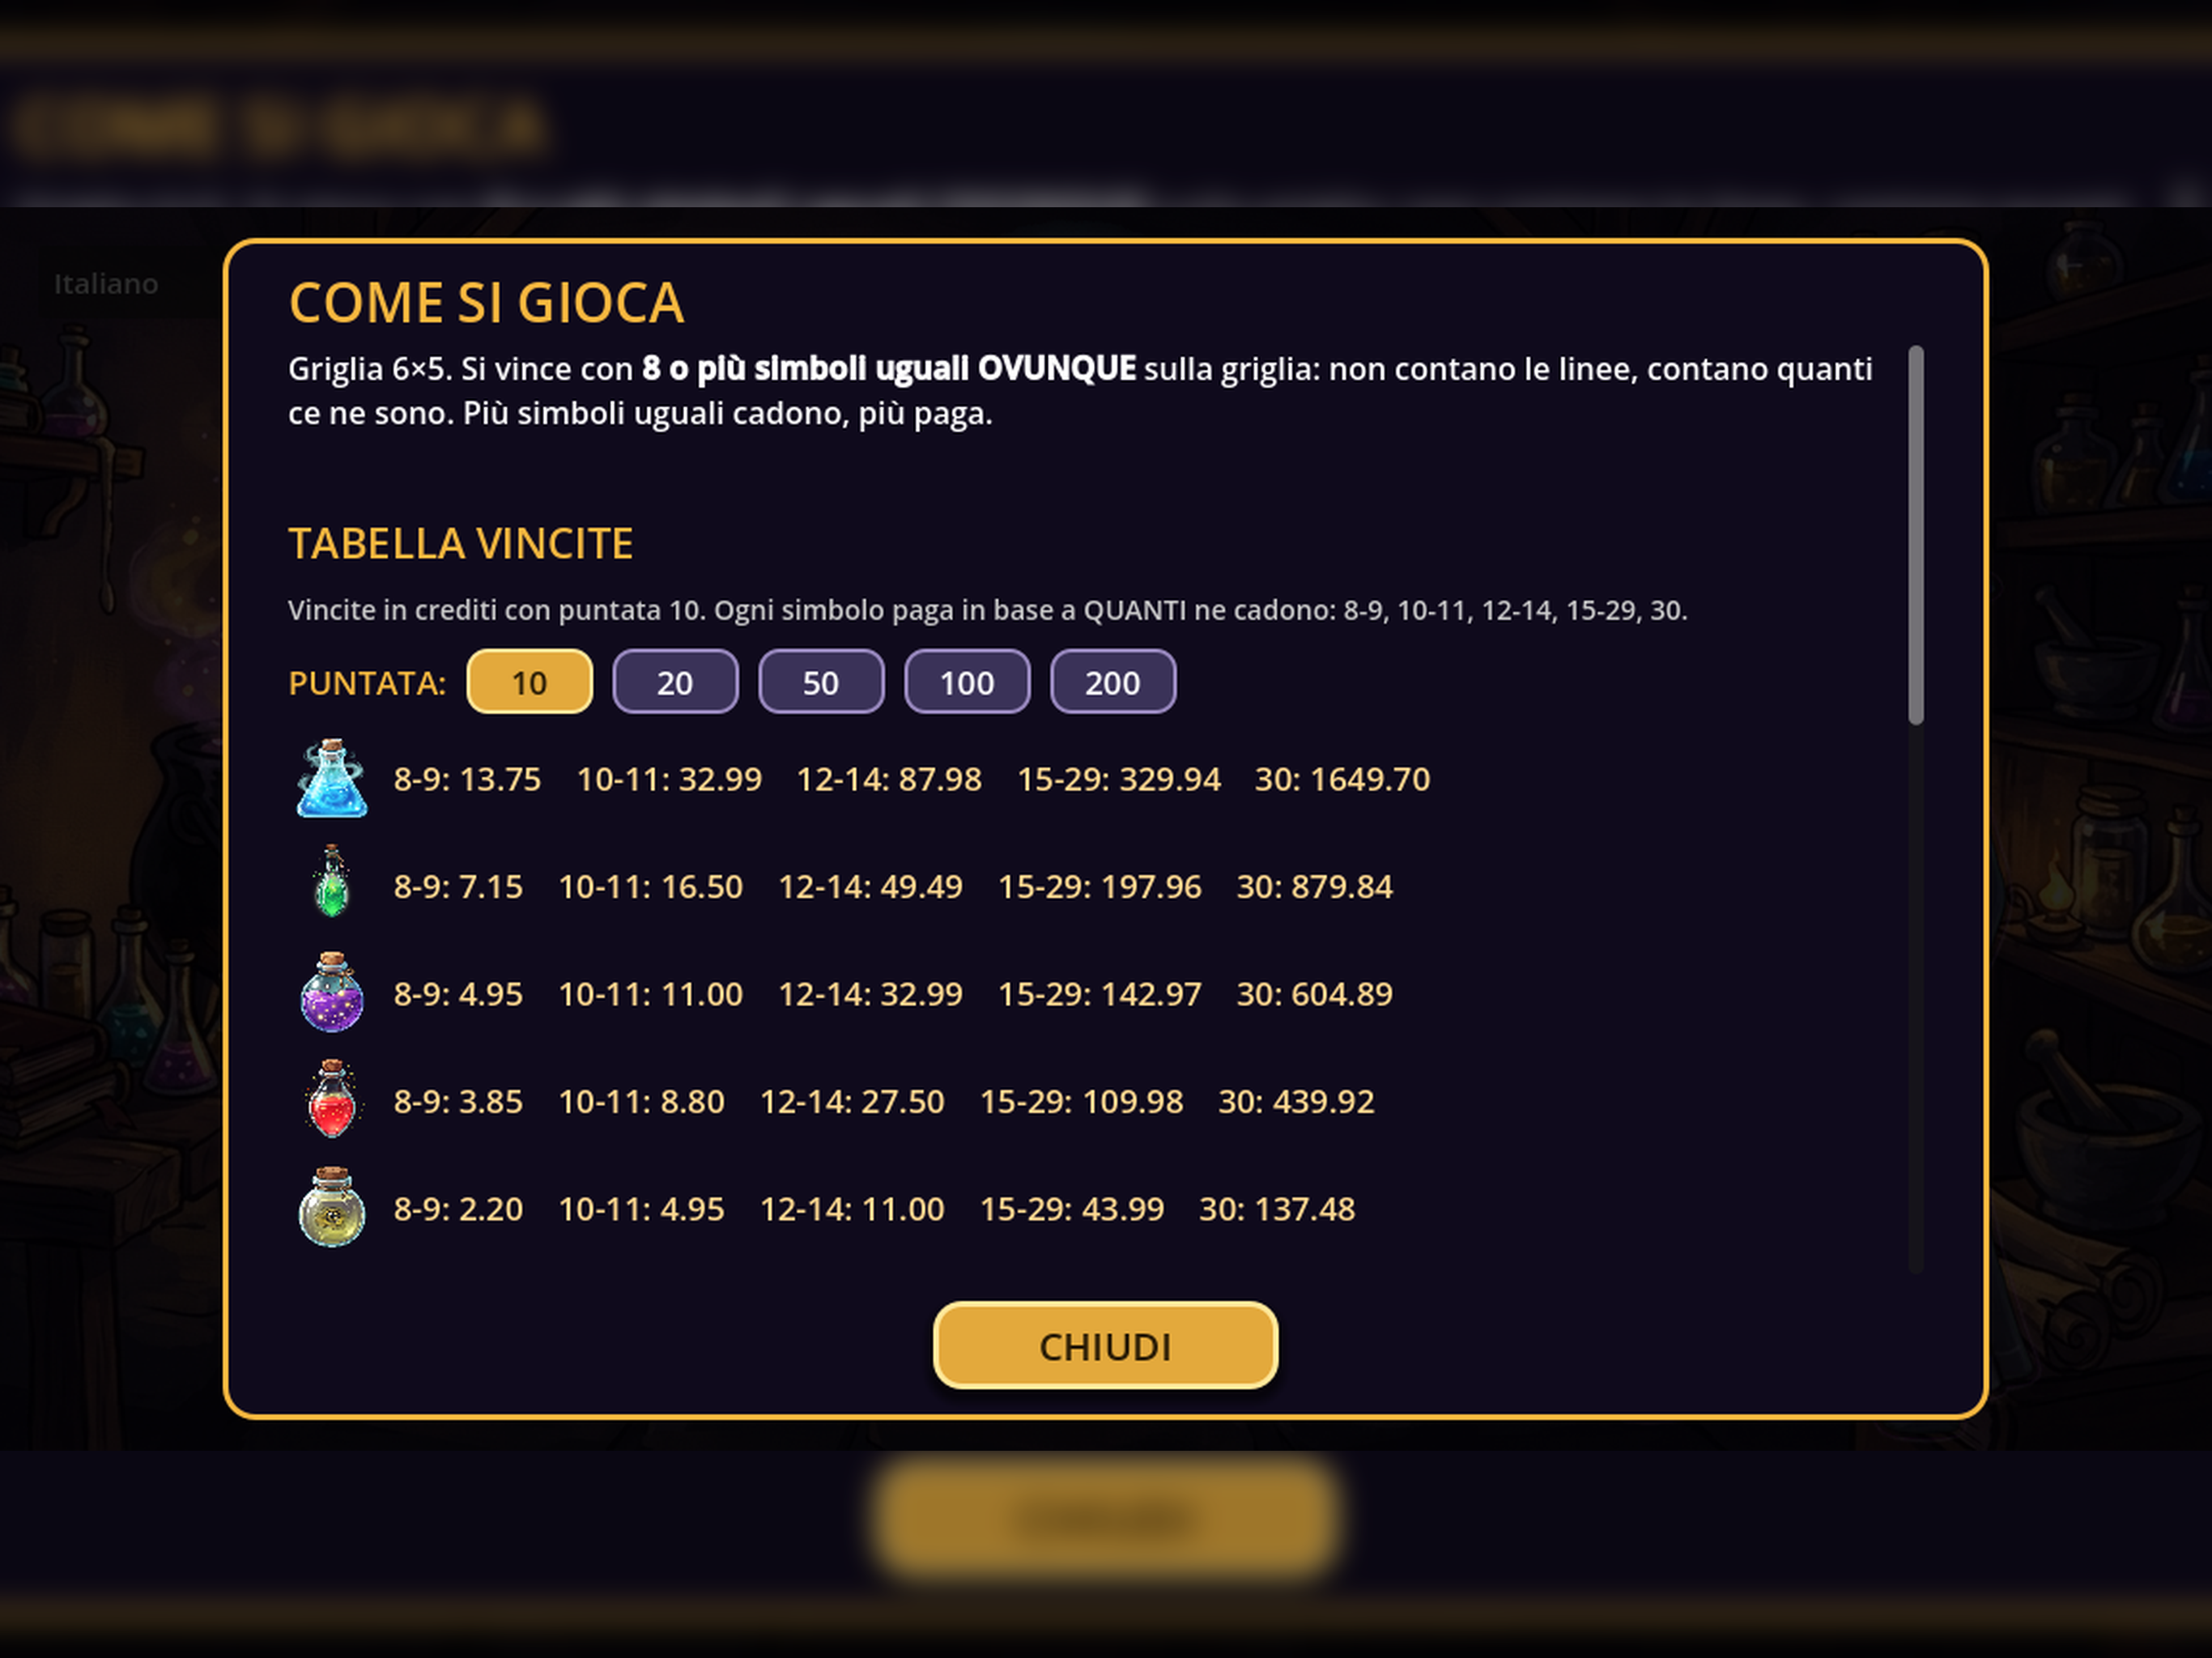 COME SI GIOCA
Italiano
COME SI GIOCA
Griglia 6×5. Si vince con 8 o più simboli uguali OVUNQUE sulla griglia: non contano le linee, contano quanti
ce ne sono. Più simboli uguali cadono, più paga.
TABELLA VINCITE
Vincite in crediti con puntata 10. Ogni simbolo paga in base a QUANTI ne cadono: 8-9, 10-11, 12-14, 15-29, 30.
PUNTATA: 10 20 50 100 200
8-9: 13.75 10-11: 32.99 12-14: 87.98 15-29: 329.94 30: 1649.70
8-9: 7.15 10-11: 16.50 12-14: 49.49 15-29: 197.96 30: 879.84
8-9: 4.95 10-11: 11.00 12-14: 32.99 15-29: 142.97 30: 604.89
8-9: 3.85 10-11: 8.80 12-14: 27.50 15-29: 109.98 30: 439.92
8-9: 2.20 10-11: 4.95 12-14: 11.00 15-29: 43.99 30: 137.48
CHIUDI